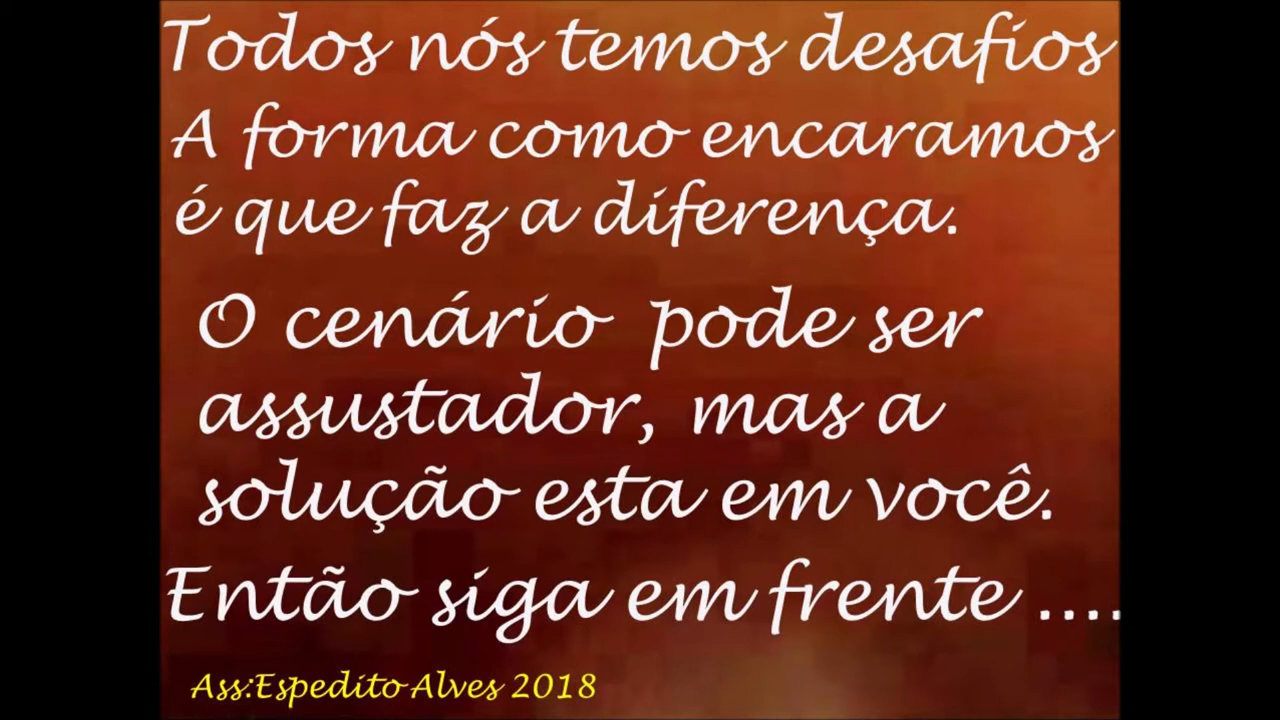 Todos nós temos desafios
A forma como encaramos
é que faz a diferença.
O cenário pode ser
assustador, mas a
solução esta em você.
Então siga em frente ....
Ass:Espedito Alves 2018